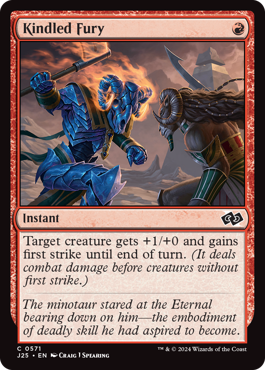 Kindled Fury
Instant
Target creature gets +1/+0 and gains
first strike until end of turn. (It deals
combat damage before creatures without
first strike.)
The minotaur stared at the Eternal
bearing down on him—the embodiment
of deadly skill he had aspired to become.
C 0571
J25 • EN Craig J Spearing
™ & © 2024 Wizards of the Coast